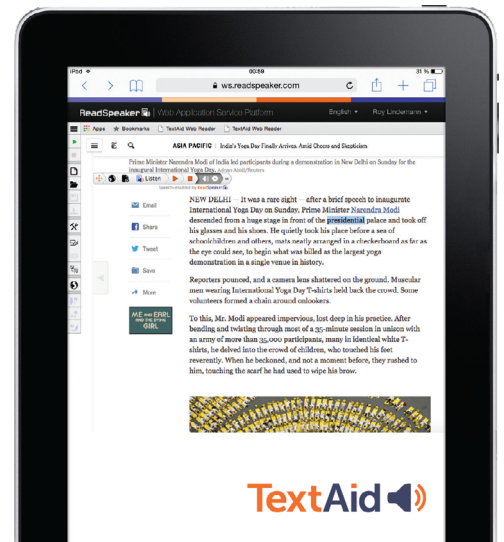 iPad
00:59
31 %
ws.readspeaker.com
ReadSpeaker Web Application Service Platform
English
Roy Lindemann
Apps
Bookmarks
TextAid Web Reader
TextAid Web Reader
ASIA PACIFIC | India's Yoga Day Finally Arrives, Amid Cheers and Skepticism
Prime Minister Narendra Modi of India led participants during a demonstration in New Delhi on Sunday for the
inaugural International Yoga Day. Adnan Abidi/Reuters
Listen
Speech-enabled by ReadSpeaker
Email
Share
Tweet
Save
More
ME AND EARL
AND THE DYING
GIRL
NEW DELHI — It was a rare sight — after a brief speech to inaugurate
International Yoga Day on Sunday, Prime Minister Narendra Modi
descended from a huge stage in front of the presidential palace and took off
his glasses and his shoes. He quietly took his place before a sea of
schoolchildren and others, mats neatly arranged in a checkerboard as far as
the eye could see, to begin what was billed as the largest yoga
demonstration in a single venue in history.
Reporters pounced, and a camera lens shattered on the ground. Muscular
men wearing International Yoga Day T-shirts held back the crowd. Some
volunteers formed a chain around onlookers.
To this, Mr. Modi appeared impervious, lost deep in his practice. After
bending and twisting through most of a 35-minute session in unison with
an army of more than 35,000 participants, many in identical white T-
shirts, he delved into the crowd of children, who touched his feet
reverently. When he beckoned, and not a moment before, they rushed to
him, touching the scarf he had used to wipe his brow.
TextAid